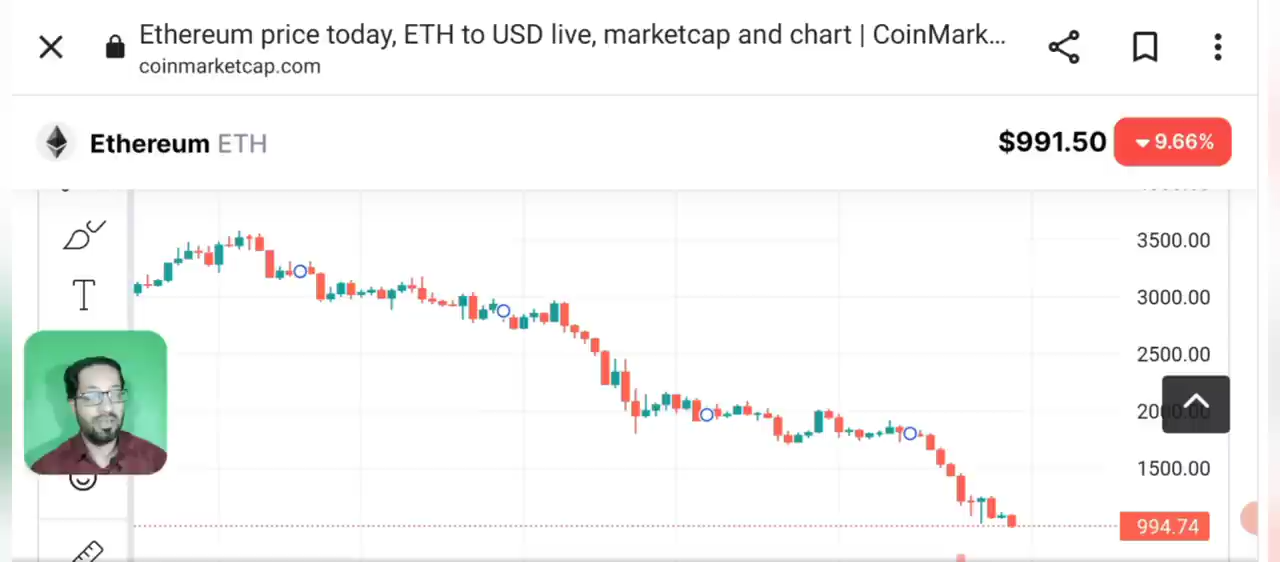 Ethereum price today, ETH to USD live, marketcap and chart | CoinMark...
coinmarketcap.com
Ethereum ETH
$991.50
9.66%
3500.00
3000.00
2500.00
1500.00
994.74
T